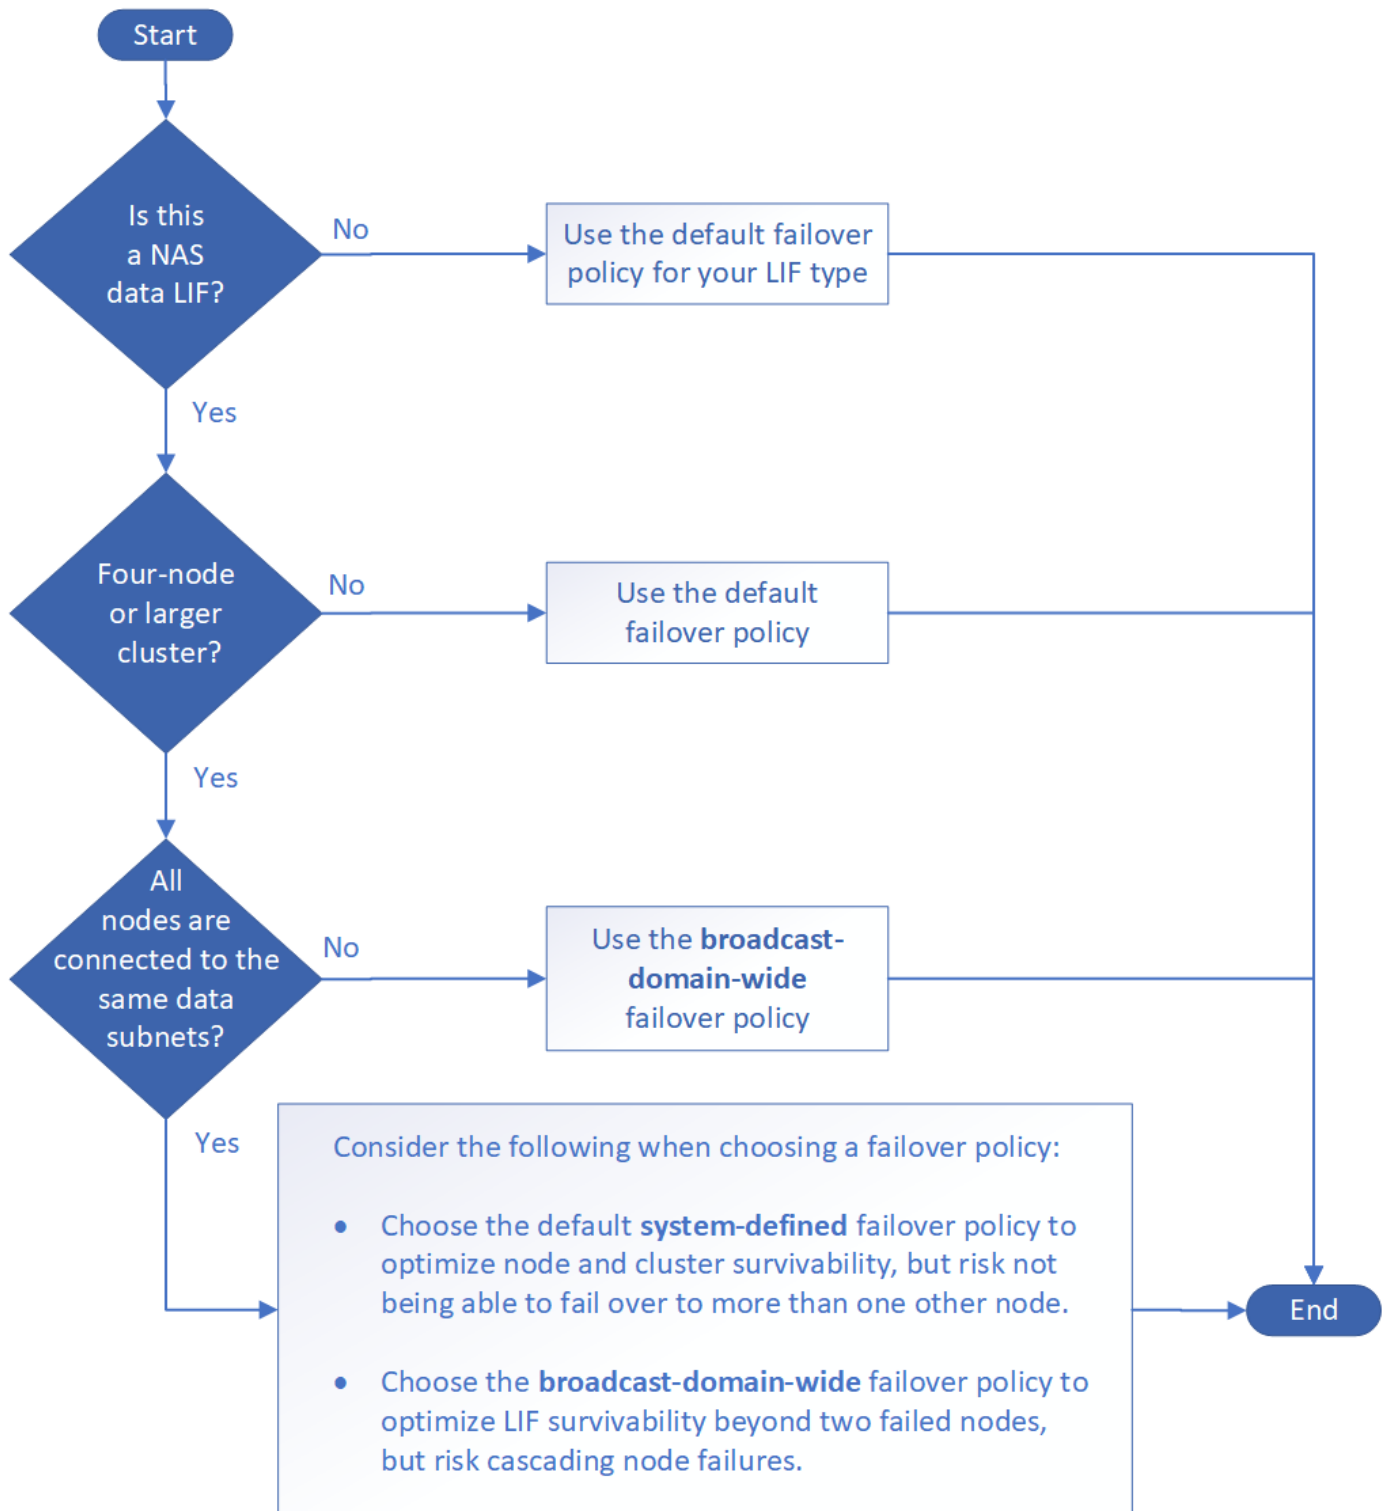 Start
Is this
a NAS
data LIF?
No
Use the default failover
policy for your LIF type
Yes
Four-node
or larger
cluster?
No
Use the default
failover policy
Yes
All
nodes are
connected to the
same data
subnets?
No
Use the broadcast-
domain-wide
failover policy
Yes
Consider the following when choosing a failover policy:
• Choose the default system-defined failover policy to
optimize node and cluster survivability, but risk not
being able to fail over to more than one other node.
• Choose the broadcast-domain-wide failover policy to
optimize LIF survivability beyond two failed nodes,
but risk cascading node failures.
End